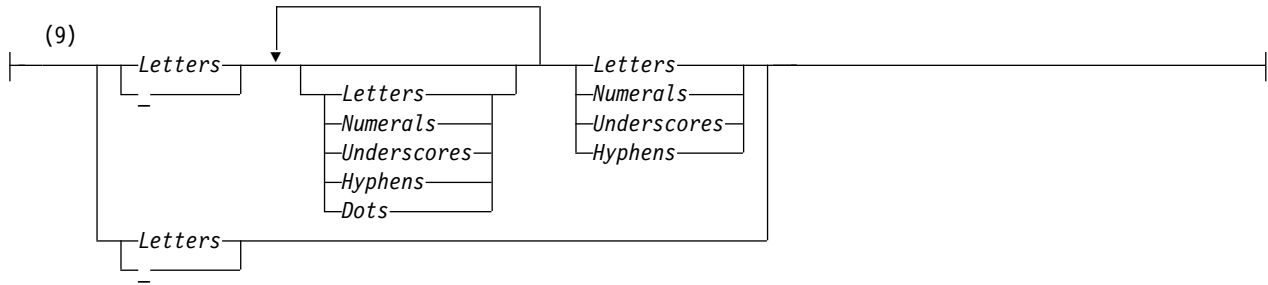 (9)
Letters Letters
_ Letters Numerals
Numerals Underscores
Underscores Hyphens
Hyphens
Dots
Letters
_